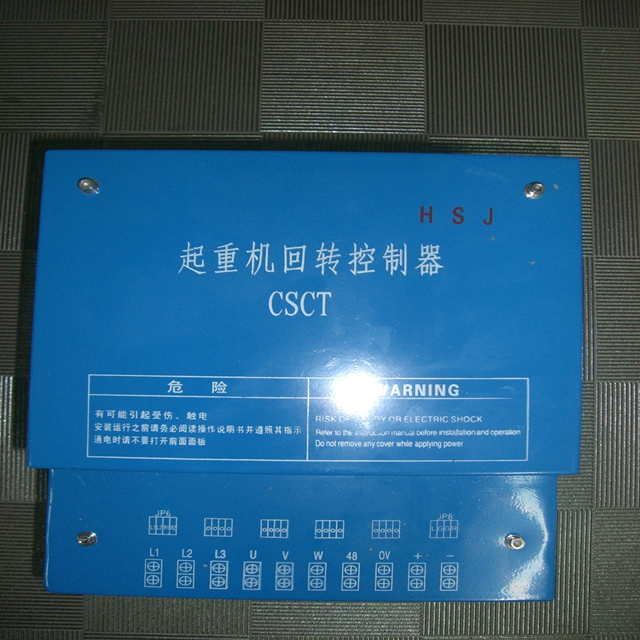 H S J
起重机回转控制器
CSCT
危 险
WARNING
有可能引起受伤、触电
安装运行之前请务必阅读操作说明书并遵照其指示
通电时请不要打开前面面板
RISK OF INJURY OR ELECTRIC SHOCK
Refer to the instruction manual before installation and operation
Do not remove any cover while applying power
JP6
JP8
L1 L2 L3 U V W 48 0V + −